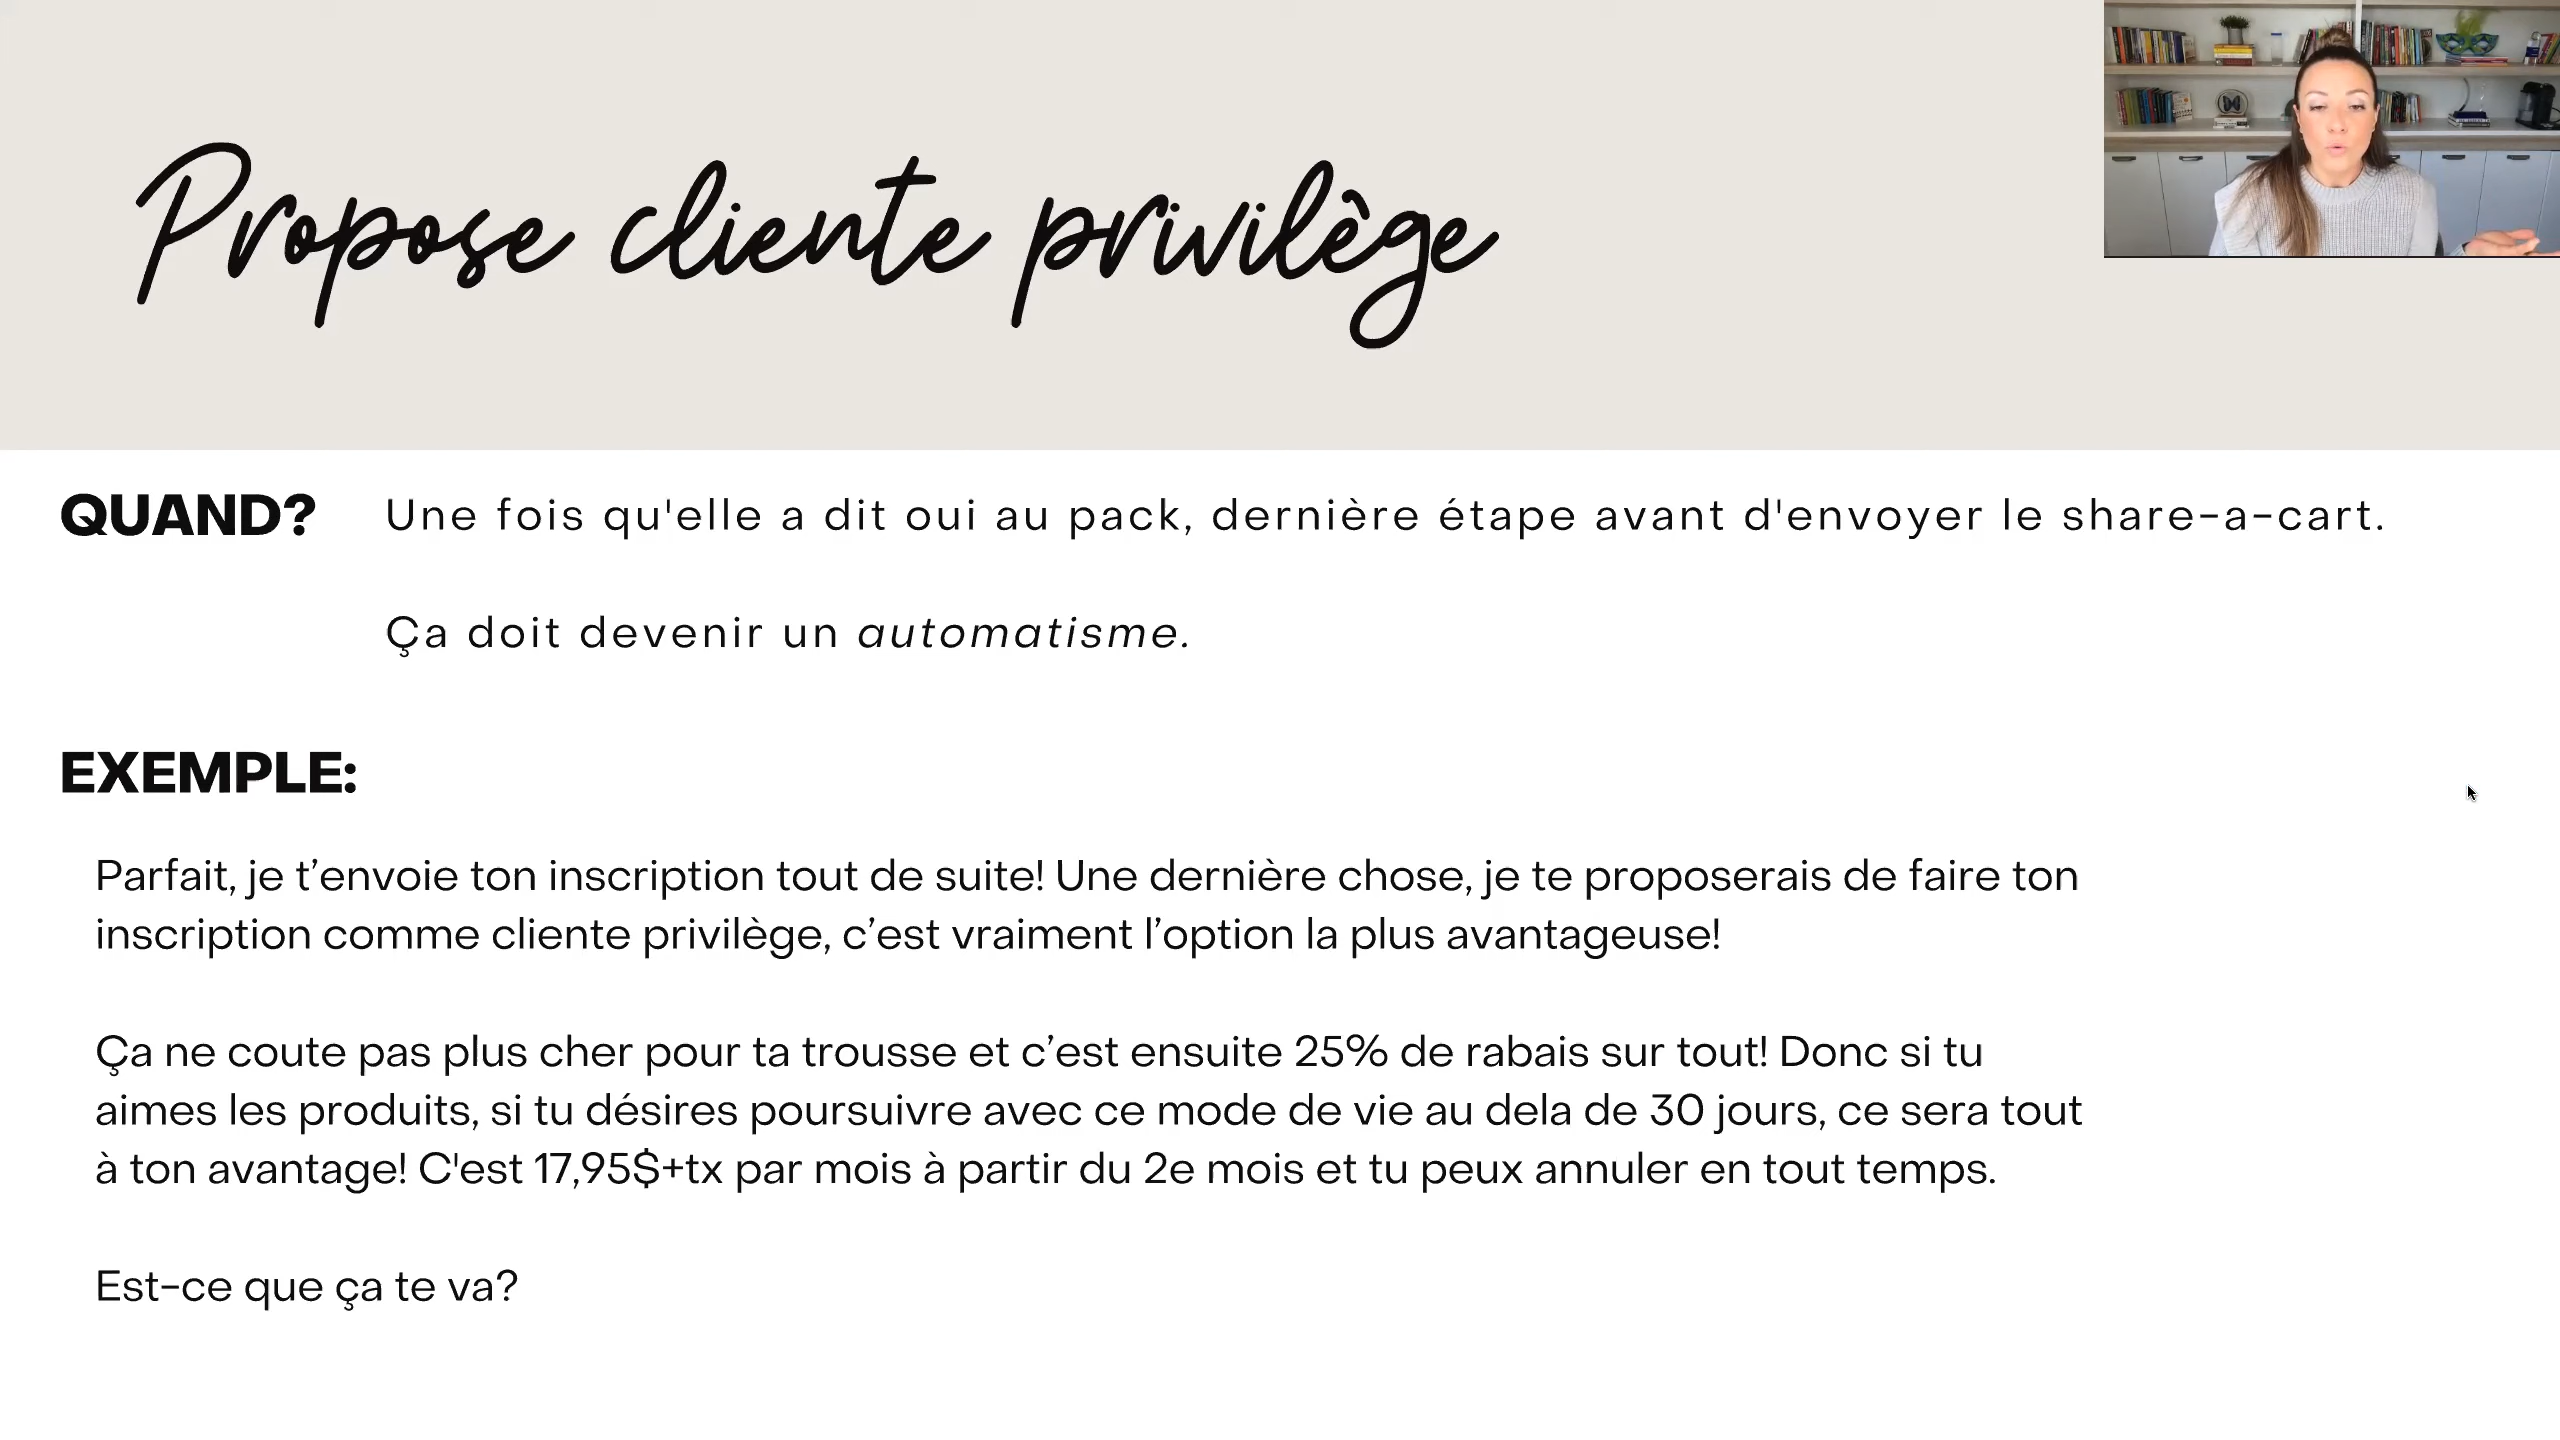 Propose cliente privilège
QUAND? Une fois qu'elle a dit oui au pack, dernière étape avant d'envoyer le share-a-cart.
Ça doit devenir un automatisme.
EXEMPLE:
Parfait, je t’envoie ton inscription tout de suite! Une dernière chose, je te proposerais de faire ton
inscription comme cliente privilège, c’est vraiment l’option la plus avantageuse!
Ça ne coute pas plus cher pour ta trousse et c’est ensuite 25% de rabais sur tout! Donc si tu
aimes les produits, si tu désires poursuivre avec ce mode de vie au dela de 30 jours, ce sera tout
à ton avantage! C'est 17,95$+tx par mois à partir du 2e mois et tu peux annuler en tout temps.
Est-ce que ça te va?